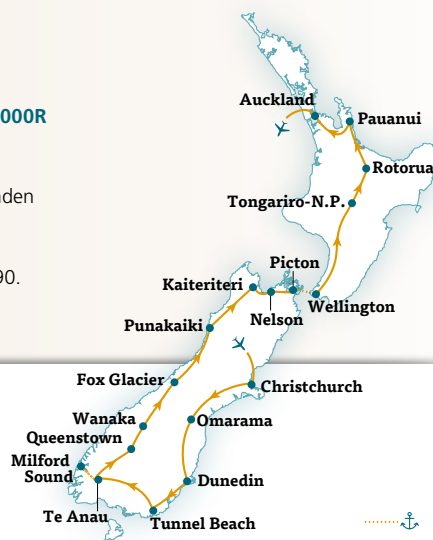 000R
den
90.
Auckland
Pauanui
Rotorua
Tongariro-N.P.
Picton
Kaiteriteri
Wellington
Nelson
Punakaiki
Fox Glacier
Christchurch
Wanaka
Omarama
Queenstown
Milford
Sound
Dunedin
Te Anau
Tunnel Beach